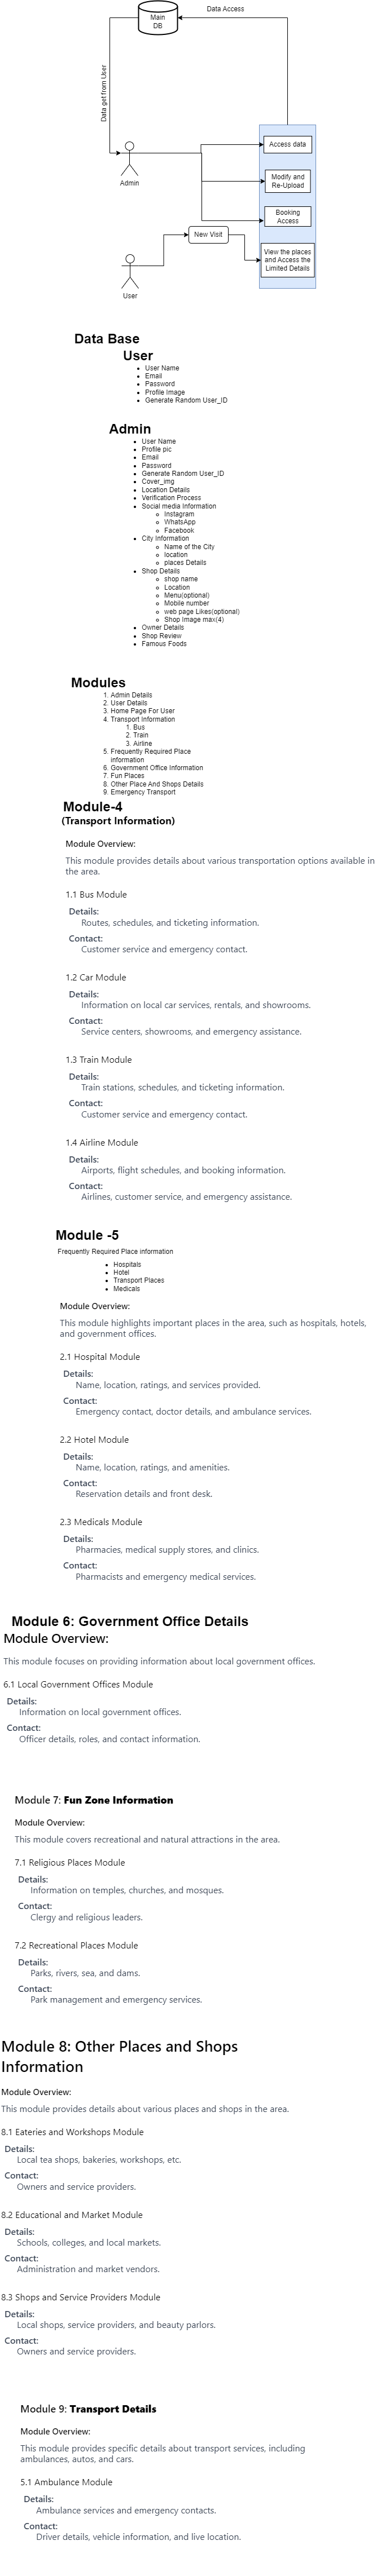 Main
DB
Data Access
Data get from User
Access data
Admin
Modify and
Re-Upload
Booking
Access
New Visit
View the places
and Access the
Limited Details
User
Data Base
User
User Name
Email
Password
Profile Image
Generate Random User_ID
Admin
User Name
Profile pic
Email
Password
Generate Random User_ID
Cover_img
Location Details
Verification Process
Social media Information
Instagram
WhatsApp
Facebook
City Information
Name of the City
location
places Details
Shop Details
shop name
Location
Menu(optional)
Mobile number
web page Likes(optional)
Shop Image max(4)
Owner Details
Shop Review
Famous Foods
Modules
1. Admin Details
2. User Details
3. Home Page For User
4. Transport Information
1. Bus
2. Train
3. Airline
5. Frequently Required Place
information
6. Government Office Information
7. Fun Places
8. Other Place And Shops Details
9. Emergency Transport
Module-4
(Transport Information)
Module Overview:
This module provides details about various transportation options available in
the area.
1.1 Bus Module
Details:
Routes, schedules, and ticketing information.
Contact:
Customer service and emergency contact.
1.2 Car Module
Details:
Information on local car services, rentals, and showrooms.
Contact:
Service centers, showrooms, and emergency assistance.
1.3 Train Module
Details:
Train stations, schedules, and ticketing information.
Contact:
Customer service and emergency contact.
1.4 Airline Module
Details:
Airports, flight schedules, and booking information.
Contact:
Airlines, customer service, and emergency assistance.
Module -5
Frequently Required Place information
Hospitals
Hotel
Transport Places
Medicals
Module Overview:
This module highlights important places in the area, such as hospitals, hotels,
and government offices.
2.1 Hospital Module
Details:
Name, location, ratings, and services provided.
Contact:
Emergency contact, doctor details, and ambulance services.
2.2 Hotel Module
Details:
Name, location, ratings, and amenities.
Contact:
Reservation details and front desk.
2.3 Medicals Module
Details:
Pharmacies, medical supply stores, and clinics.
Contact:
Pharmacists and emergency medical services.
Module 6: Government Office Details
Module Overview:
This module focuses on providing information about local government offices.
6.1 Local Government Offices Module
Details:
Information on local government offices.
Contact:
Officer details, roles, and contact information.
Module 7: Fun Zone Information
Module Overview:
This module covers recreational and natural attractions in the area.
7.1 Religious Places Module
Details:
Information on temples, churches, and mosques.
Contact:
Clergy and religious leaders.
7.2 Recreational Places Module
Details:
Parks, rivers, sea, and dams.
Contact:
Park management and emergency services.
Module 8: Other Places and Shops
Information
Module Overview:
This module provides details about various places and shops in the area.
8.1 Eateries and Workshops Module
Details:
Local tea shops, bakeries, workshops, etc.
Contact:
Owners and service providers.
8.2 Educational and Market Module
Details:
Schools, colleges, and local markets.
Contact:
Administration and market vendors.
8.3 Shops and Service Providers Module
Details:
Local shops, service providers, and beauty parlors.
Contact:
Owners and service providers.
Module 9: Transport Details
Module Overview:
This module provides specific details about transport services, including
ambulances, autos, and cars.
5.1 Ambulance Module
Details:
Ambulance services and emergency contacts.
Contact:
Driver details, vehicle information, and live location.